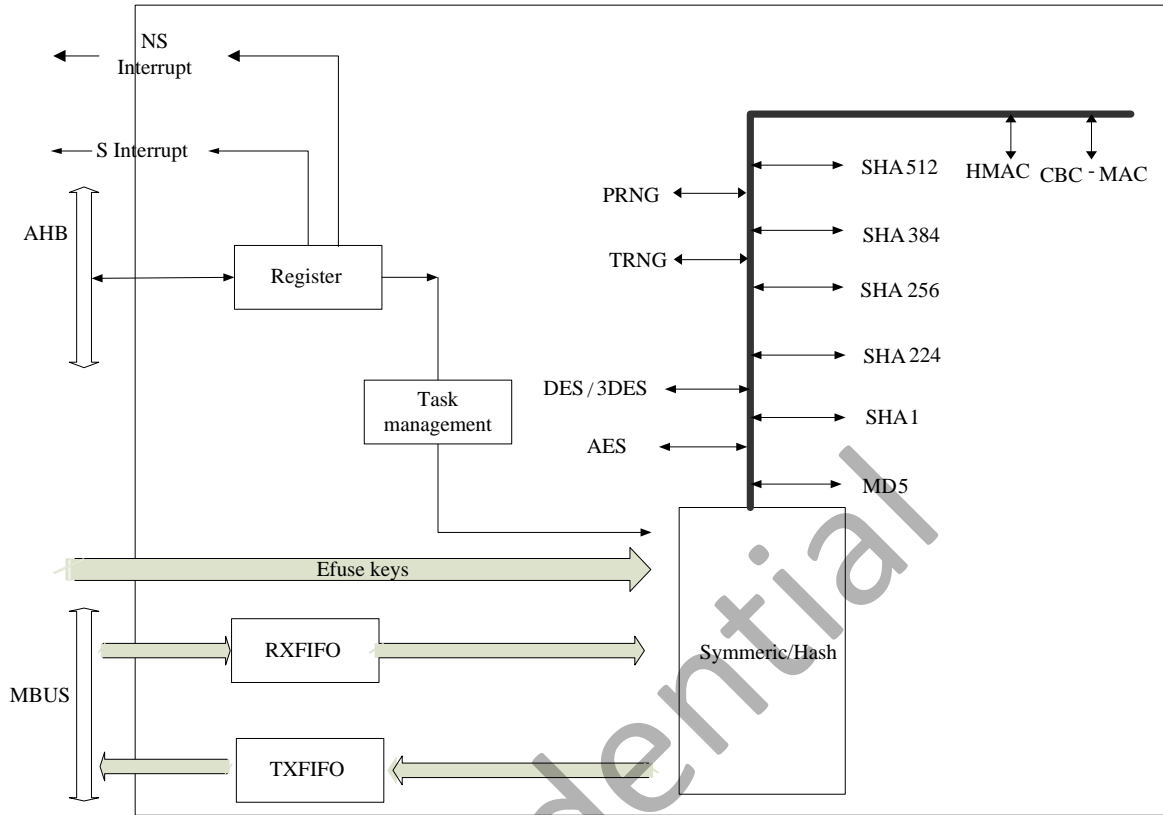 NS
Interrupt
S Interrupt
AHB
Register
Task
management
PRNG
TRNG
DES / 3DES
AES
SHA 512
SHA 384
SHA 256
SHA 224
SHA 1
MD5
HMAC
CBC - MAC
Efuse keys
MBUS
RXFIFO
TXFIFO
Symmeric/Hash
dential